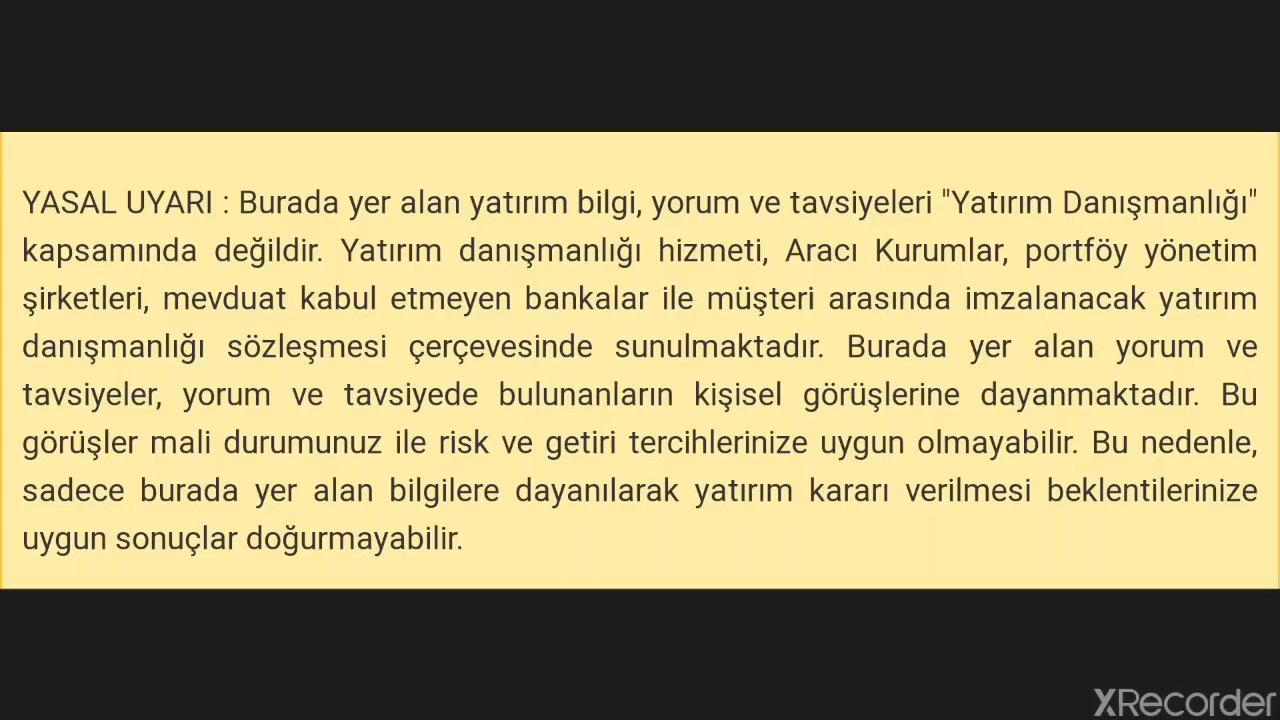 YASAL UYARI : Burada yer alan yatırım bilgi, yorum ve tavsiyeleri "Yatırım Danışmanlığı"
kapsamında değildir. Yatırım danışmanlığı hizmeti, Aracı Kurumlar, portföy yönetim
şirketleri, mevduat kabul etmeyen bankalar ile müşteri arasında imzalanacak yatırım
danışmanlığı sözleşmesi çerçevesinde sunulmaktadır. Burada yer alan yorum ve
tavsiyeler, yorum ve tavsiyede bulunanların kişisel görüşlerine dayanmaktadır. Bu
görüşler mali durumunuz ile risk ve getiri tercihlerinize uygun olmayabilir. Bu nedenle,
sadece burada yer alan bilgilere dayanılarak yatırım kararı verilmesi beklentilerinize
uygun sonuçlar doğurmayabilir.
XRecorder